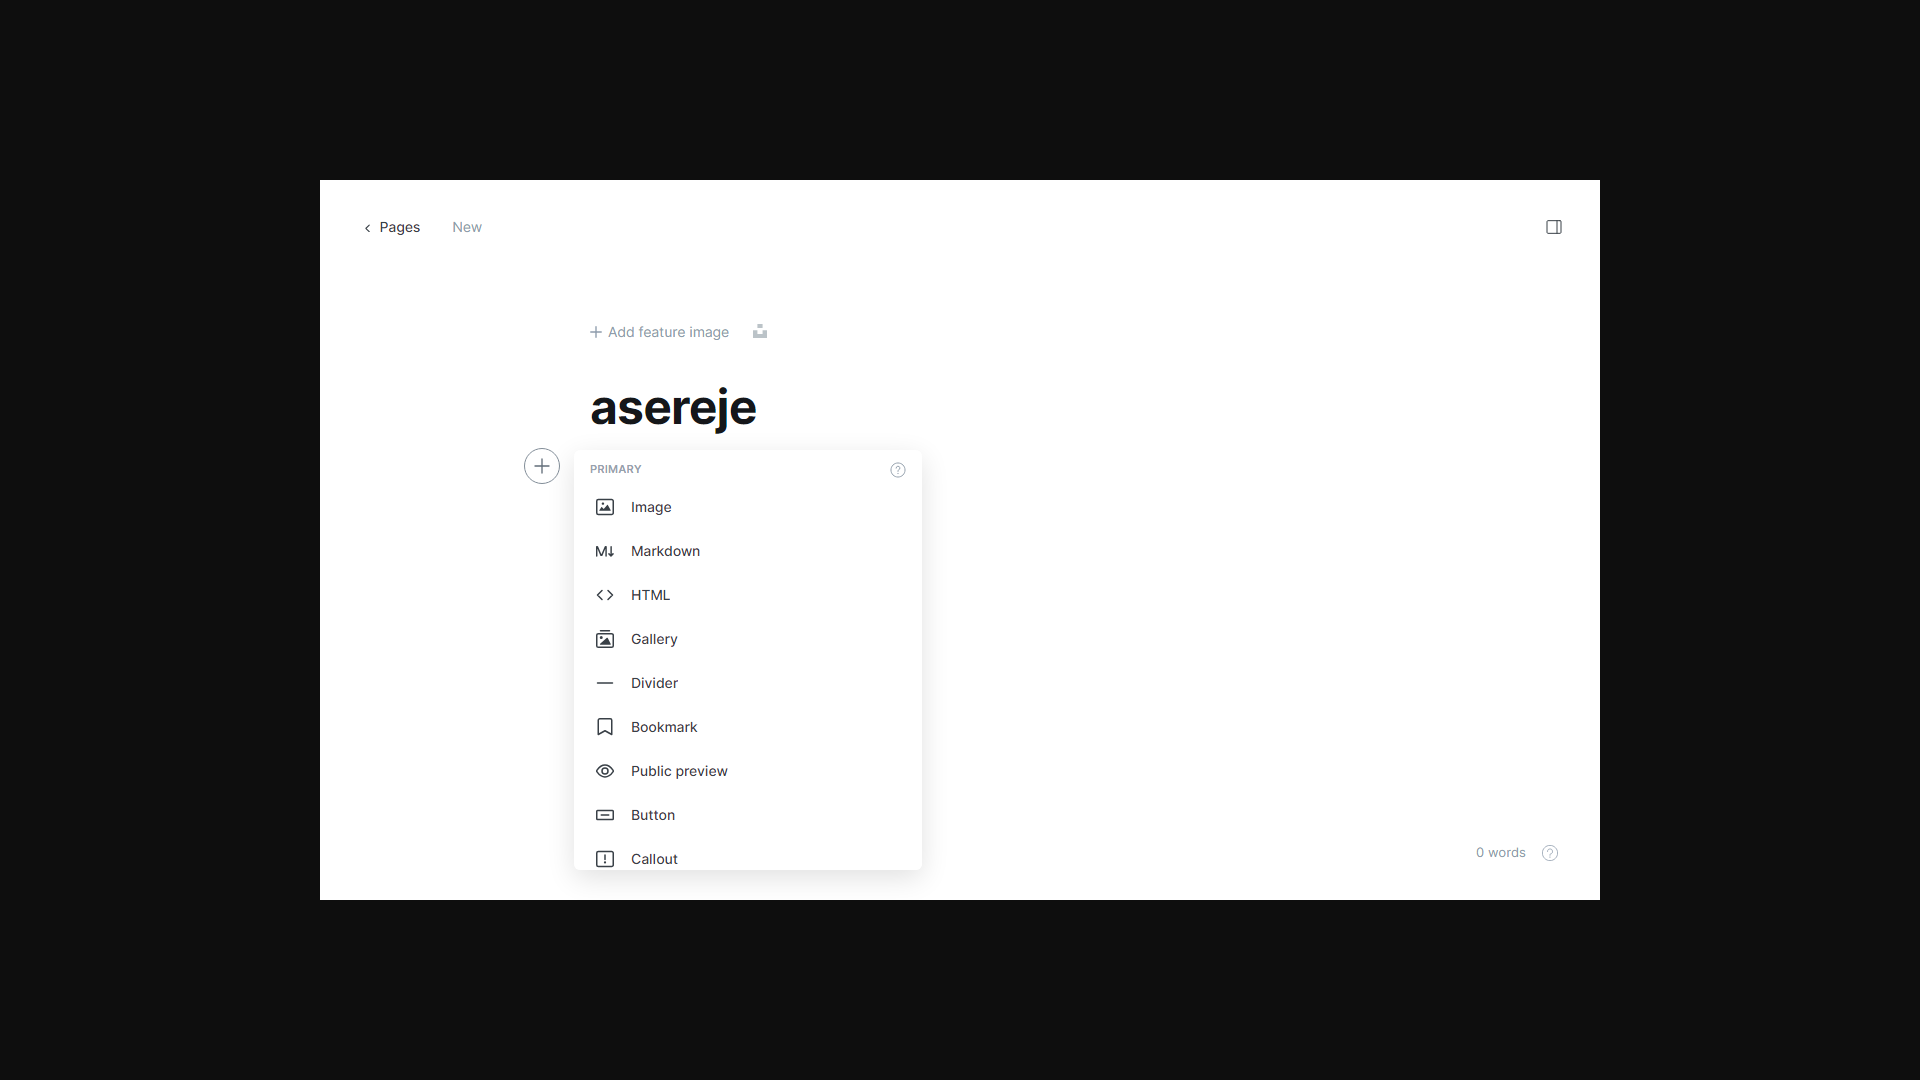 Pages New
Add feature image
asereje
PRIMARY
Image
Markdown
HTML
Gallery
Divider
Bookmark
Public preview
Button
Callout
0 words